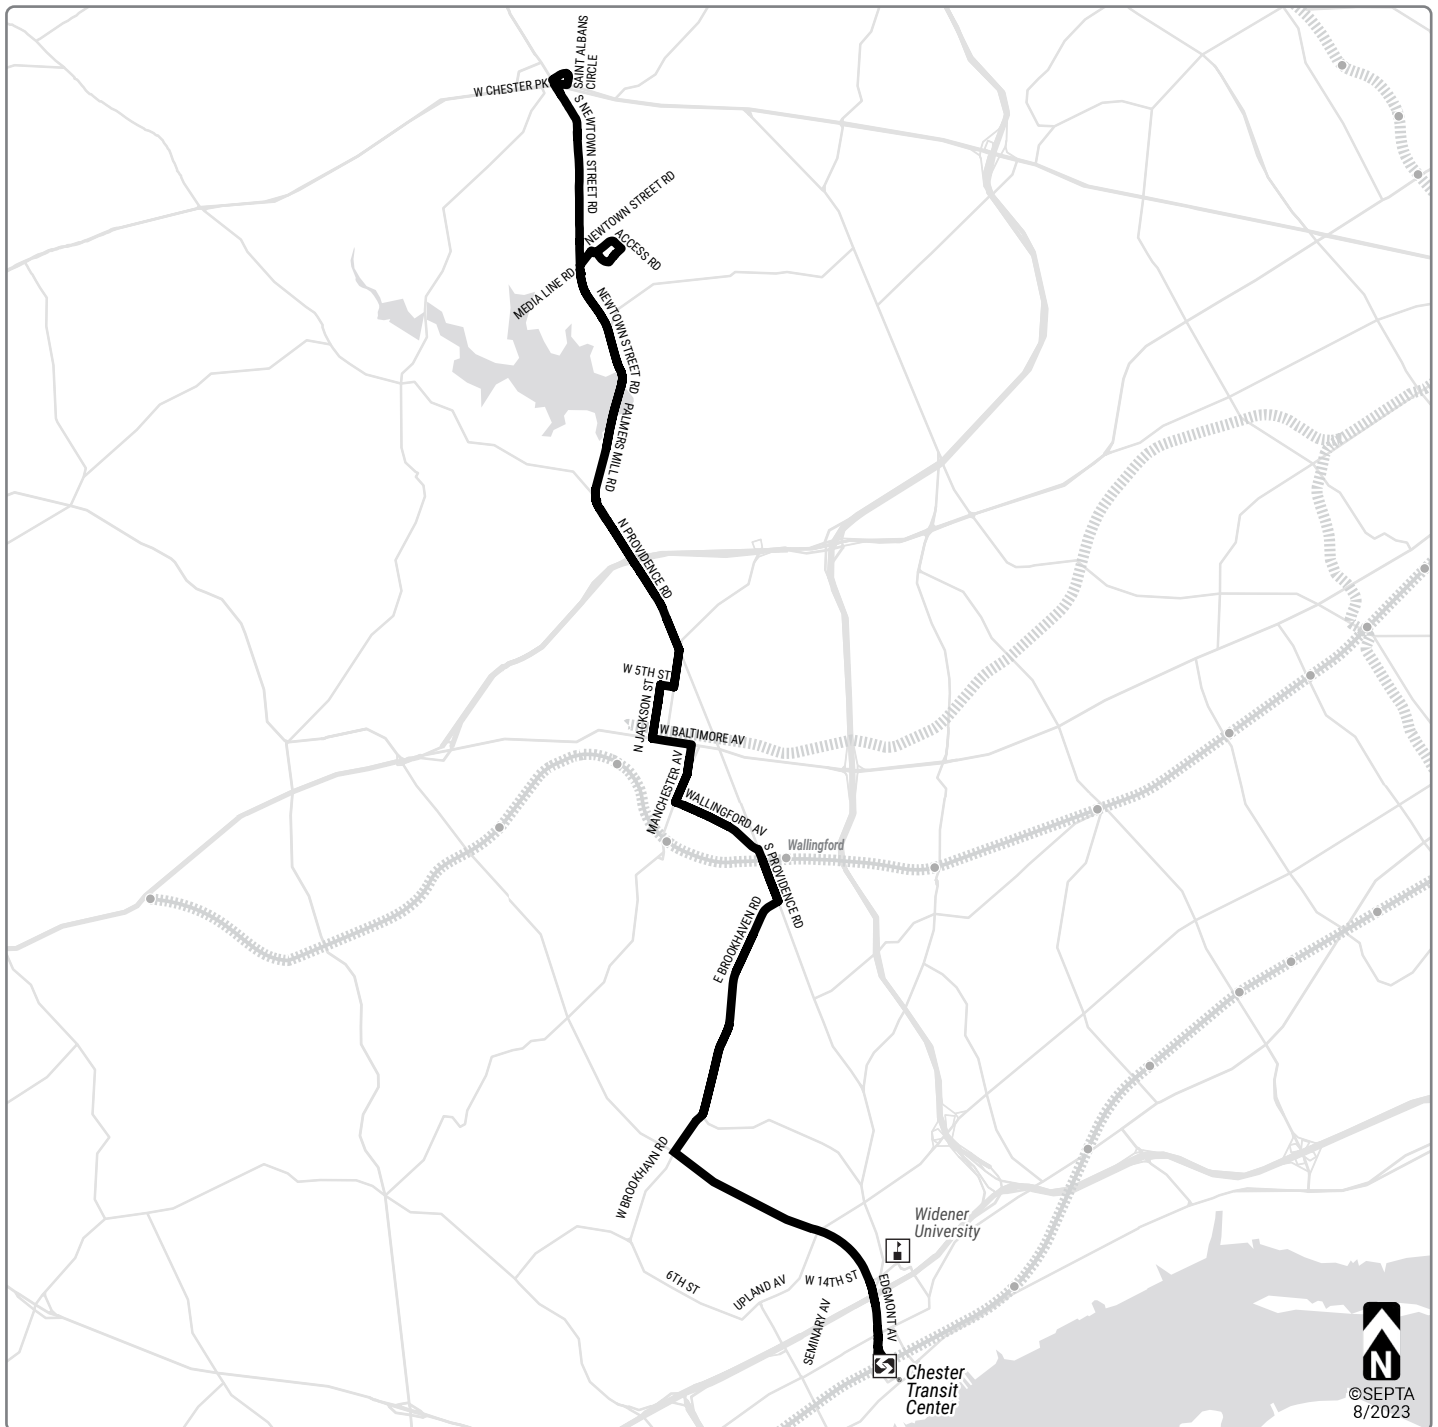 SAINT ALBANS
CIRCLE
W CHESTER PK
S NEWTOWN STREET RD
NEWTOWN STREET RD
ACCESS RD
MEDIA LINE RD
NEWTOWN STREET RD
PALMERS MILL RD
N PROVIDENCE RD
W 5TH ST
N JACKSON ST
W BALTIMORE AV
MANCHESTER AV
WALLINGFORD AV
Wallingford
S PROVIDENCE RD
E BROOKHAVEN RD
W BROOKHAVN RD
Widener
University
6TH ST
UPLAND AV
W 14TH ST
EDGMONT AV
SEMINARY AV
Chester
Transit
Center
N
©SEPTA
8/2023